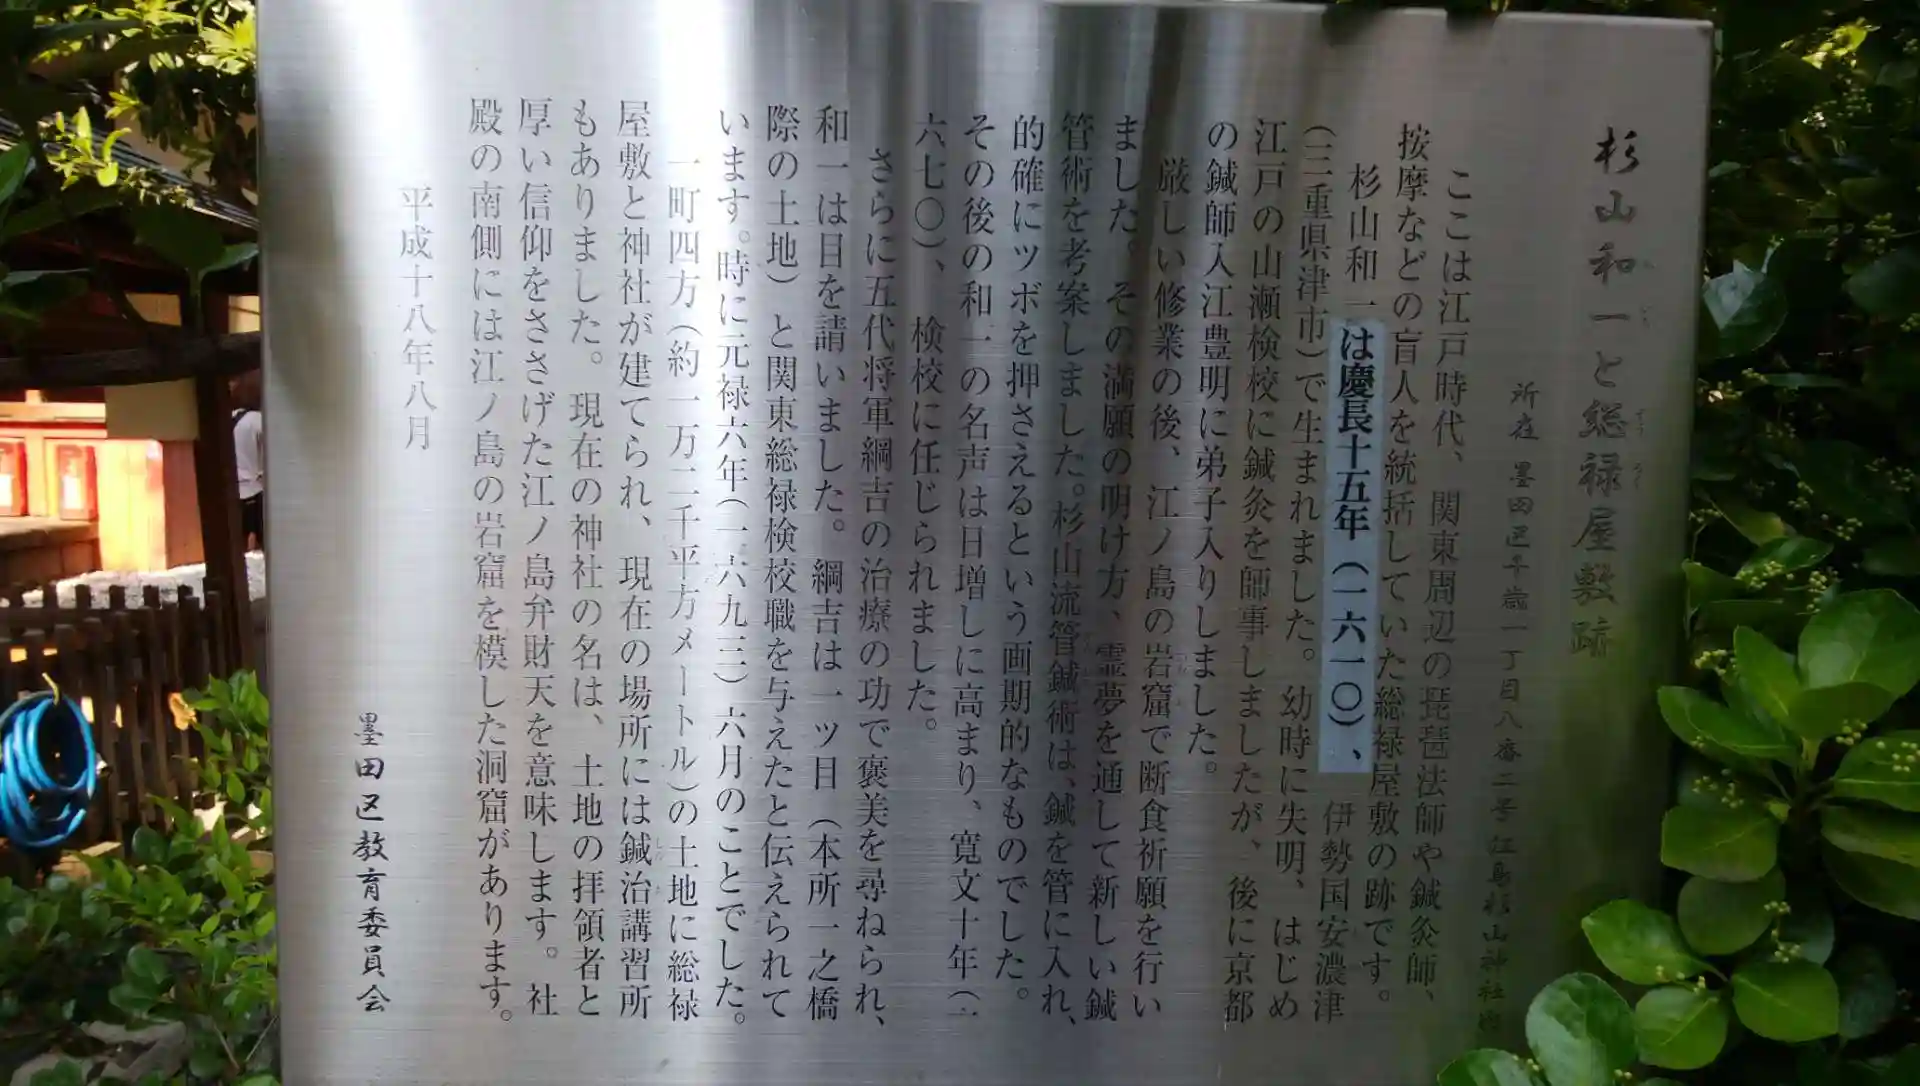 杉山和一と総禄屋敷跡
所在 墨田区千歳一丁目八番二号 江島杉山神社内
ここは江戸時代、関東周辺の琵琶法師や鍼灸師、
按摩などの盲人を統括していた総禄屋敷の跡です。
杉山和一は慶長十五年(一六一〇)、伊勢国安濃津
(三重県津市)で生まれました。幼時に失明、はじめ
江戸の山瀬検校に鍼灸を師事しましたが、後に京都
の鍼師入江豊明に弟子入りしました。
厳しい修業の後、江ノ島の岩窟で断食祈願を行い
ました。その満願の明け方、霊夢を通して新しい鍼
管術を考案しました。杉山流管鍼術は、鍼を管に入れ、
的確にツボを押さえるという画期的なものでした。
その後の和一の名声は日増しに高まり、寛文十年(一
六七〇)、検校に任じられました。
さらに五代将軍綱吉の治療の功で褒美を尋ねられ、
和一は目を請いました。綱吉は一ツ目(本所一之橋
際の土地)と関東総禄検校職を与えたと伝えられて
います。時に元禄六年(一六九三)六月のことでした。
一町四方(約一万二千平方メートル)の土地に総禄
屋敷と神社が建てられ、現在の場所には鍼治講習所
もありました。現在の神社の名は、土地の拝領者と
厚い信仰をささげた江ノ島弁財天を意味します。社
殿の南側には江ノ島の岩窟を模した洞窟があります。
平成十八年八月
墨田区教育委員会